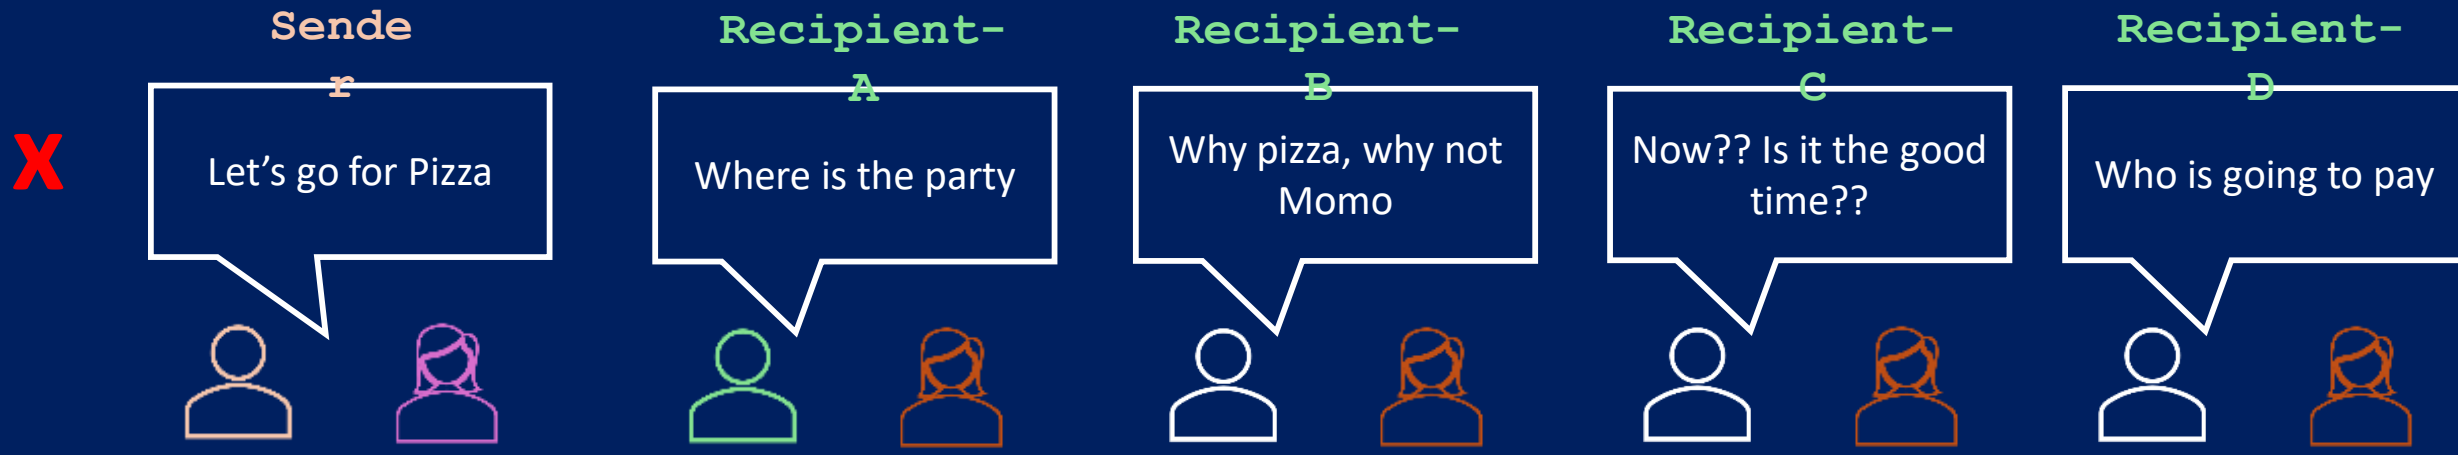 Sende
r
Recipient-
A
Recipient-
B
Recipient-
C
Recipient-
D
X
Let’s go for Pizza
Where is the party
Why pizza, why not
Momo
Now?? Is it the good
time??
Who is going to pay